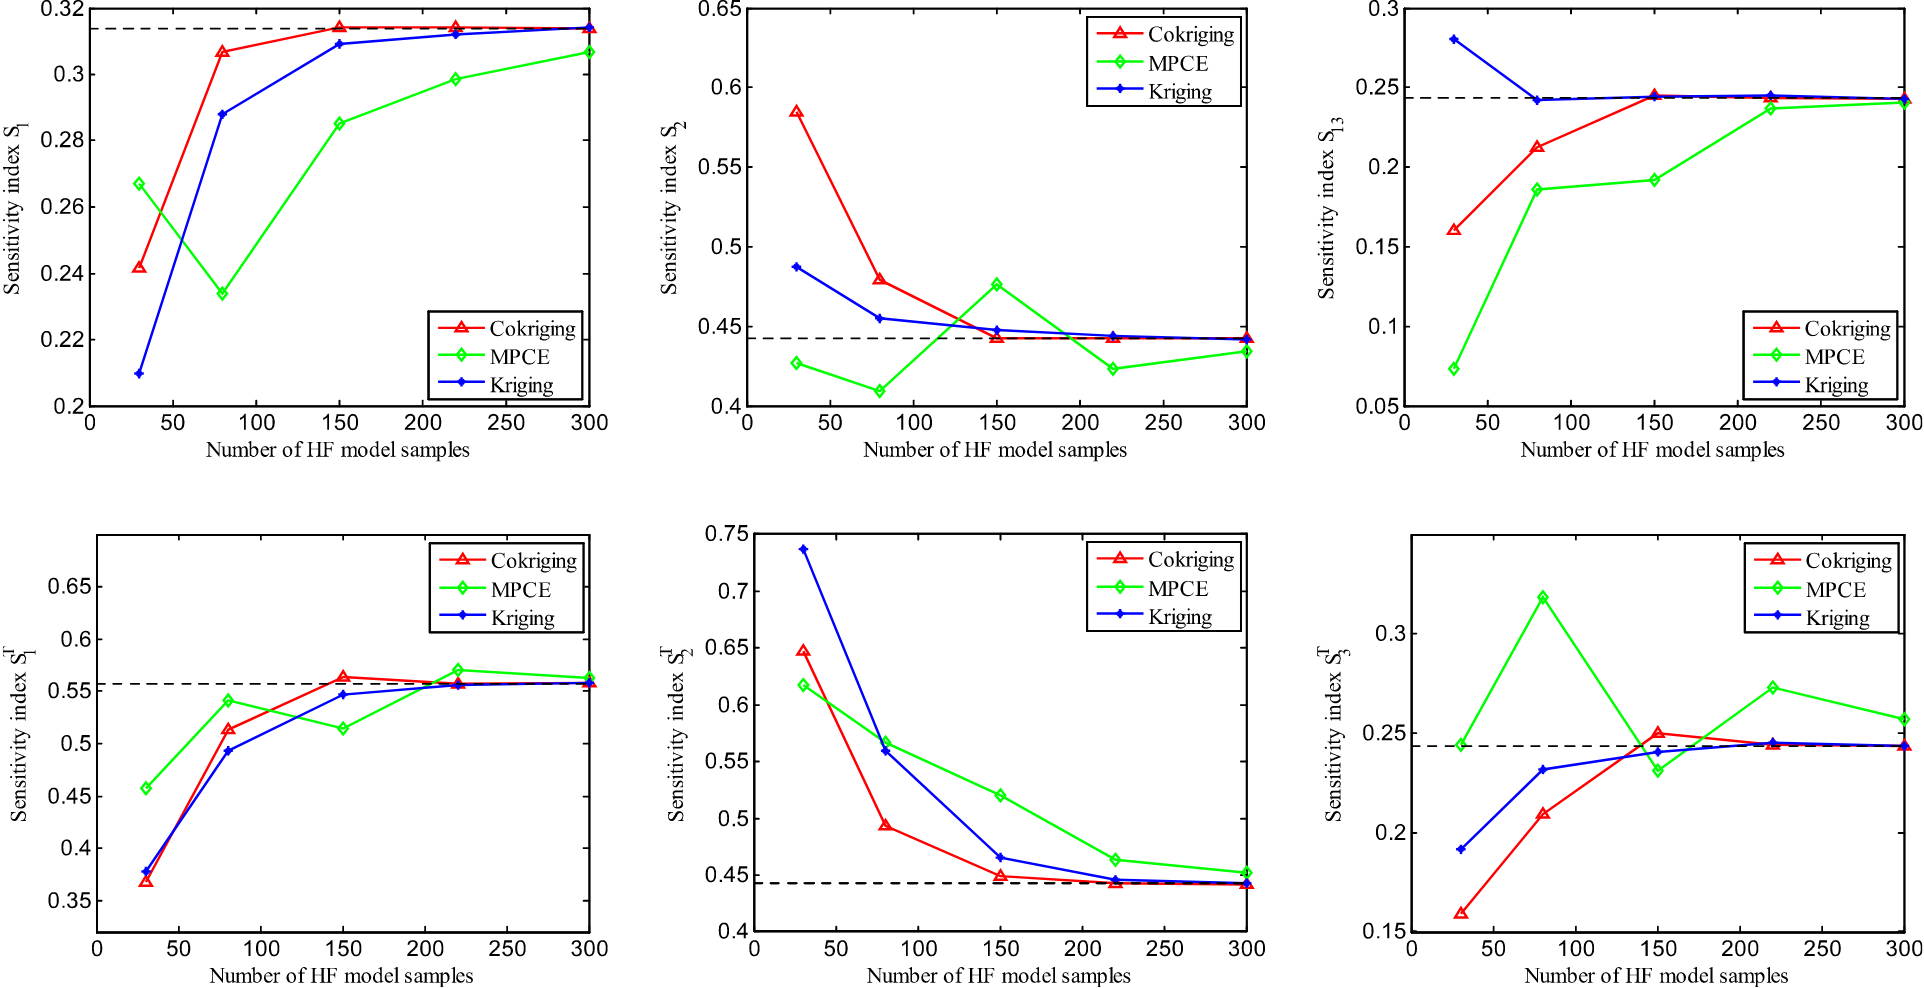 0.32
0.3
0.28
0.26
0.24
0.22
0.2
0 50 100 150 200 250 300
Sensitivity index S1
Number of HF model samples
Cokriging
MPCE
Kriging
0.65
0.6
0.55
0.5
0.45
0.4
0 50 100 150 200 250 300
Sensitivity index S2
Number of HF model samples
Cokriging
MPCE
Kriging
0.3
0.25
0.2
0.15
0.1
0.05
0 50 100 150 200 250 300
Sensitivity index S13
Number of HF model samples
Cokriging
MPCE
Kriging
0.65
0.6
0.55
0.5
0.45
0.4
0.35
0 50 100 150 200 250 300
Sensitivity index S1T
Number of HF model samples
Cokriging
MPCE
Kriging
0.75
0.7
0.65
0.6
0.55
0.5
0.45
0.4
0 50 100 150 200 250 300
Sensitivity index S2T
Number of HF model samples
Cokriging
MPCE
Kriging
0.3
0.25
0.2
0.15
0 50 100 150 200 250 300
Sensitivity index S3T
Number of HF model samples
Cokriging
MPCE
Kriging